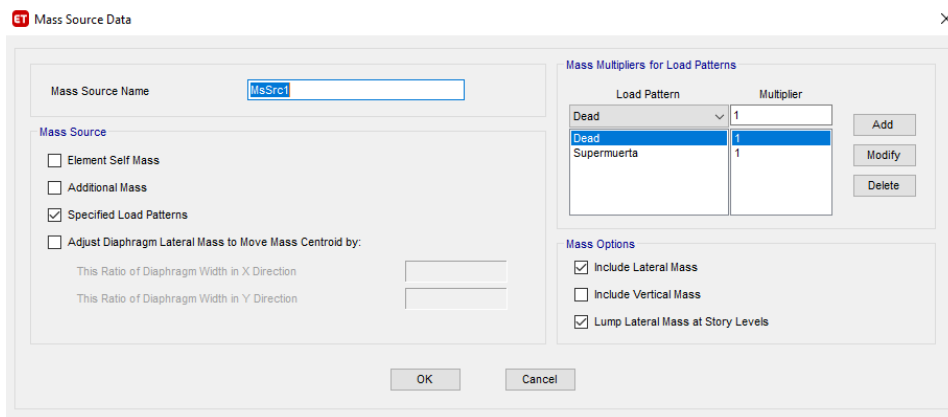 ET Mass Source Data
Mass Source Name MsSrc1
Mass Source
Element Self Mass
Additional Mass
Specified Load Patterns
Adjust Diaphragm Lateral Mass to Move Mass Centroid by:
This Ratio of Diaphragm Width in X Direction
This Ratio of Diaphragm Width in Y Direction
Mass Multipliers for Load Patterns
Load Pattern Multiplier
Dead 1
Dead 1
Supermuerta 1
Add
Modify
Delete
Mass Options
Include Lateral Mass
Include Vertical Mass
Lump Lateral Mass at Story Levels
OK Cancel